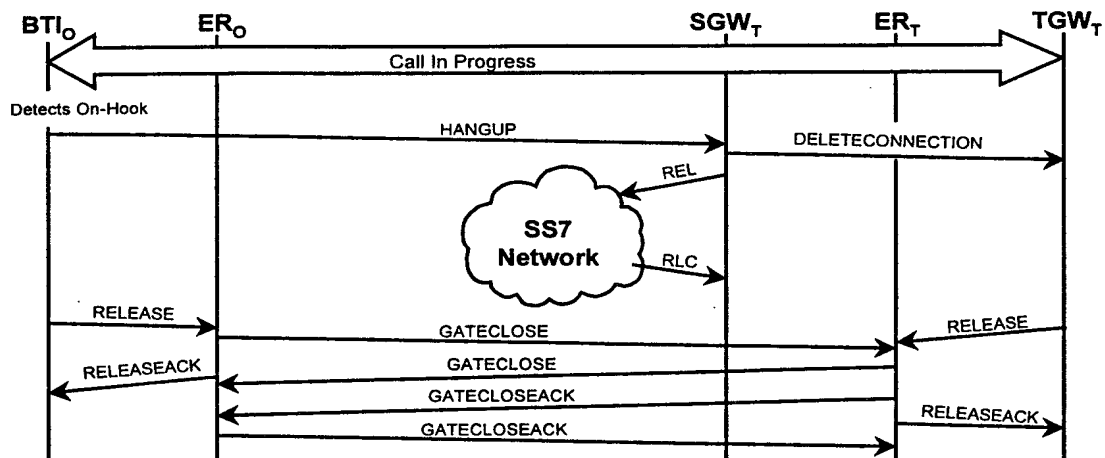 BTIO ERO SGWT ERT TGWT
Call In Progress
Detects On-Hook
HANGUP
DELETECONNECTION
REL
SS7
Network
RLC
RELEASE
GATECLOSE
RELEASE
GATECLOSE
RELEASEACK
GATECLOSEACK
RELEASEACK
GATECLOSEACK